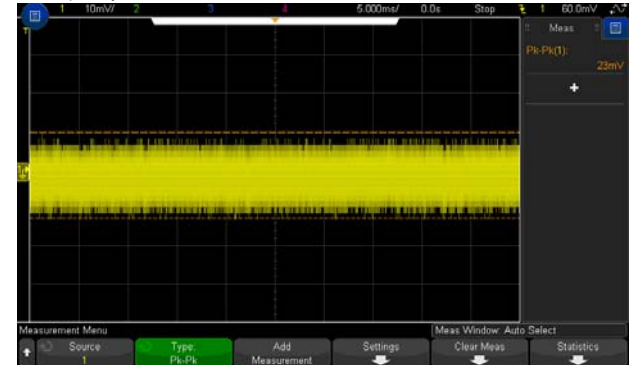 1 10mV/ 2 3 4 5.000ms/ 0.0s Stop 1 60.0mV
Meas
Pk-Pk(1):
23mV
T
Measurement Menu
Meas Window: Auto Select
Source
1
Type:
Pk-Pk
Add
Measurement
Settings
Clear Meas
Statistics